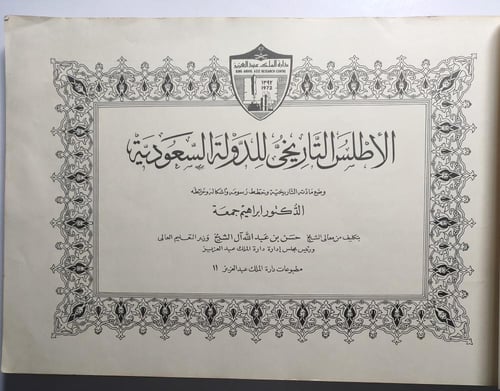 دارة الملك عبد العزيز
KING ABDUL AZIZ RESEARCH CENTRE
١٣٩٢
1972
الأطلس التاريخي للدولة السعودية
وضع مادته التاريخية وخطط رسومه وأشكاله وخرائطه
الدكتور ابراهيم جمعة
بتكليف من معالي الشيخ حسن بن عبد الله آل الشيخ وزير التعليم العالي
ورئيس مجلس إدارة دارة الملك عبد العزيز
مطبوعات دارة الملك عبد العزيز ١١